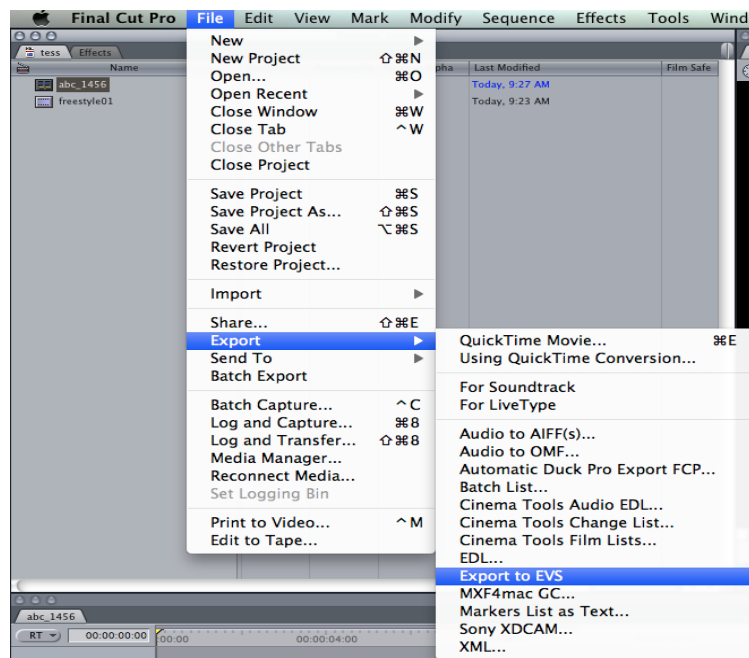 Final Cut Pro File Edit View Mark Modify Sequence Effects Tools Wind
tess Effects
Name pha Last Modified Film Safe
abc_1456 Today, 9:27 AM
freestyle01 Today, 9:23 AM
New
New Project ⇧⌘N
Open... ⌘O
Open Recent
Close Window ⌘W
Close Tab ^W
Close Other Tabs
Close Project
Save Project ⌘S
Save Project As... ⇧⌘S
Save All ⌥⌘S
Revert Project
Restore Project...
Import
Share... ⇧⌘E
Export
Send To
Batch Export
Batch Capture... ^C
Log and Capture... ⌘8
Log and Transfer... ⇧⌘8
Media Manager...
Reconnect Media...
Set Logging Bin
Print to Video... ^M
Edit to Tape...
QuickTime Movie... ⌘E
Using QuickTime Conversion...
For Soundtrack
For LiveType
Audio to AIFF(s)...
Audio to OMF...
Automatic Duck Pro Export FCP...
Batch List...
Cinema Tools Audio EDL...
Cinema Tools Change List...
Cinema Tools Film Lists...
EDL...
Export to EVS
MXF4mac GC...
Markers List as Text...
Sony XDCAM...
XML...
abc_1456
RT 00:00:00:00 00:00 00:00:04:00